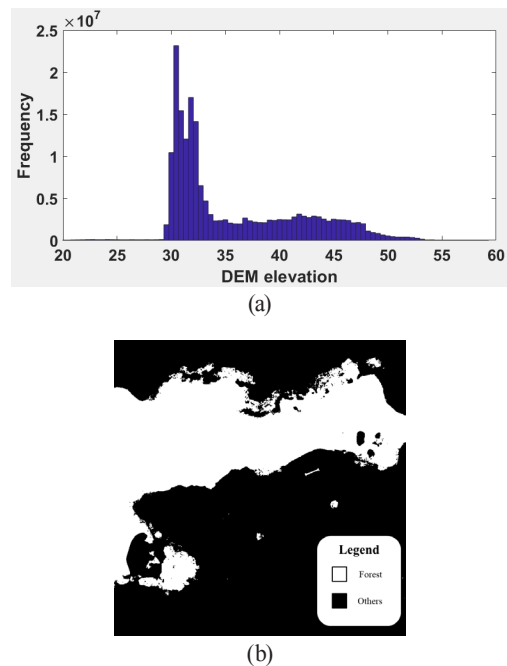 ×10⁷
2.5
2
1.5
1
0.5
0
Frequency
20 25 30 35 40 45 50 55 60
DEM elevation
(a)
Legend
Forest
Others
(b)